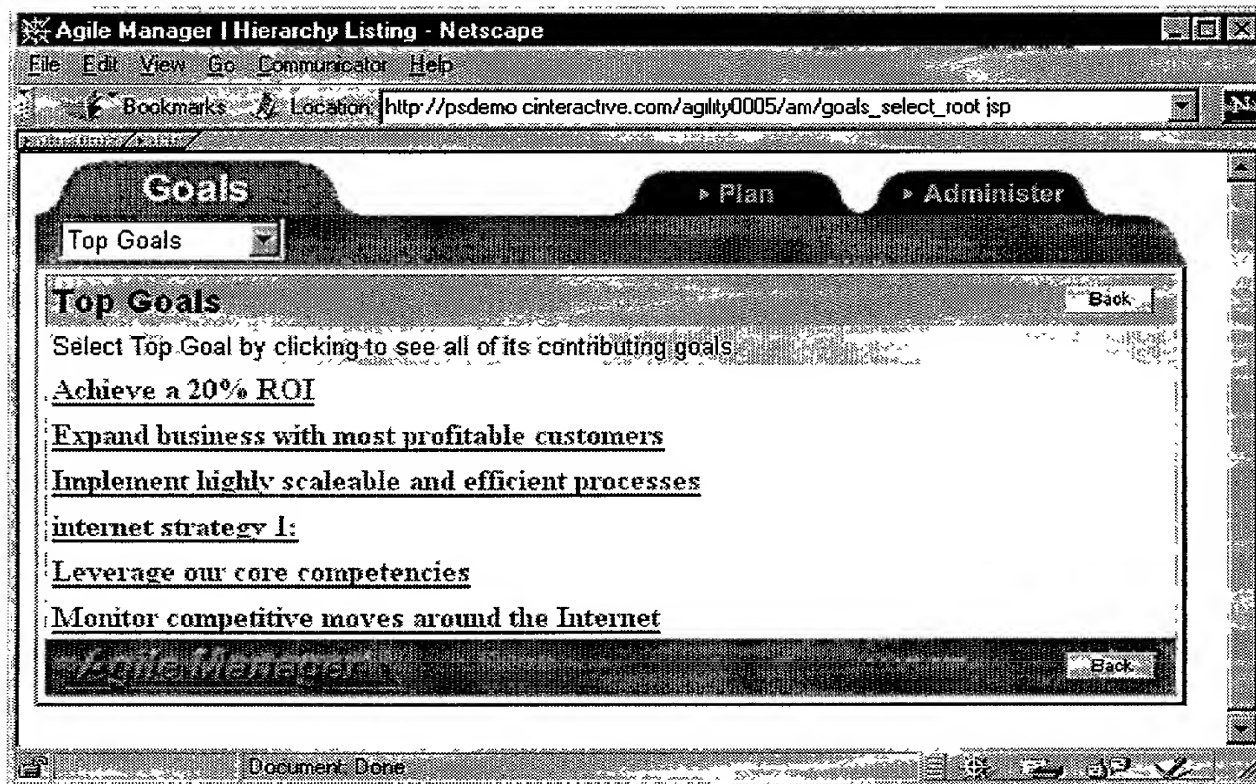 Agile Manager | Hierarchy Listing - Netscape
File Edit View Go Communicator Help
Bookmarks Location: http://psdemo cinteractive.com/agility0005/am/goals_select_root jsp
Goals
Plan
Administer
Top Goals
Top Goals
Back
Select Top Goal by clicking to see all of its contributing goals
Achieve a 20% ROI
Expand business with most profitable customers
Implement highly scaleable and efficient processes
internet strategy 1:
Leverage our core competencies
Monitor competitive moves around the Internet
Agile Manager
Back
Document: Done